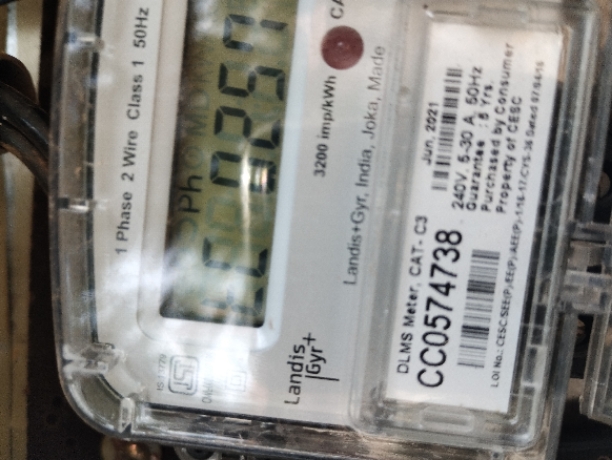 1 Phase 2 Wire Class 1 50Hz
Ph
3200 imp/kWh
Landis+Gyr, India, Joka, Made
Landis
Gyr+
Jun, 2021
240V, 5-30 A, 50Hz
Guarantee : 5 Yrs.
Purchased by Consumer
Property of CESC
DLMS Meter, CAT- C3
CC0574738